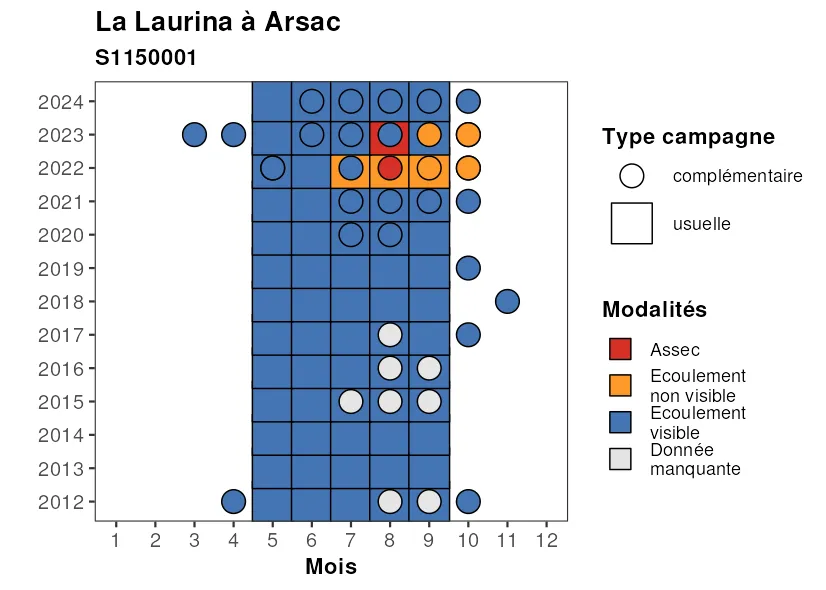 La Laurina à Arsac
S1150001
2024
2023
2022
2021
2020
2019
2018
2017
2016
2015
2014
2013
2012
1 2 3 4 5 6 7 8 9 10 11 12
Mois
Type campagne
complémentaire
usuelle
Modalités
Assec
Ecoulement
non visible
Ecoulement
visible
Donnée
manquante